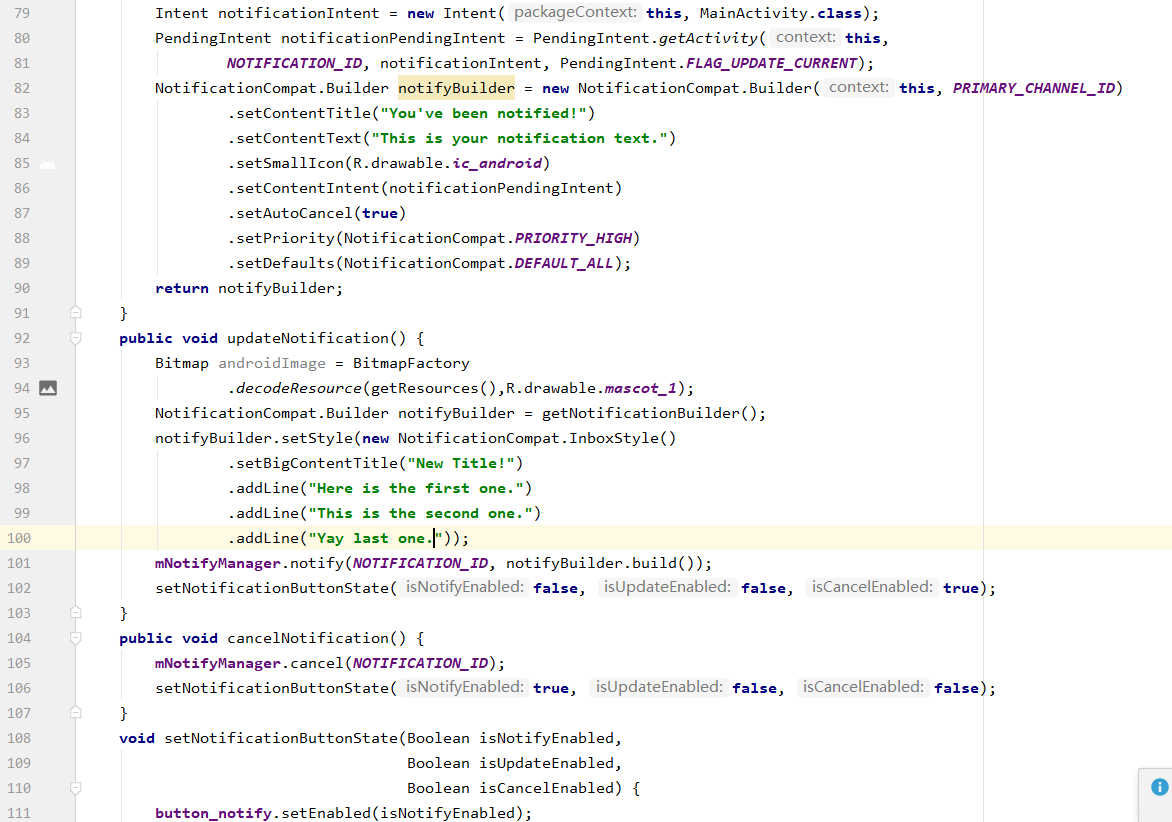 79 Intent notificationIntent = new Intent( packageContext: this, MainActivity.class);
80 PendingIntent notificationPendingIntent = PendingIntent.getActivity( context: this,
81 NOTIFICATION_ID, notificationIntent, PendingIntent.FLAG_UPDATE_CURRENT);
82 NotificationCompat.Builder notifyBuilder = new NotificationCompat.Builder( context: this, PRIMARY_CHANNEL_ID)
83 .setContentTitle("You've been notified!")
84 .setContentText("This is your notification text.")
85 .setSmallIcon(R.drawable.ic_android)
86 .setContentIntent(notificationPendingIntent)
87 .setAutoCancel(true)
88 .setPriority(NotificationCompat.PRIORITY_HIGH)
89 .setDefaults(NotificationCompat.DEFAULT_ALL);
90 return notifyBuilder;
91 }
92 public void updateNotification() {
93 Bitmap androidImage = BitmapFactory
94 .decodeResource(getResources(),R.drawable.mascot_1);
95 NotificationCompat.Builder notifyBuilder = getNotificationBuilder();
96 notifyBuilder.setStyle(new NotificationCompat.InboxStyle()
97 .setBigContentTitle("New Title!")
98 .addLine("Here is the first one.")
99 .addLine("This is the second one.")
100 .addLine("Yay last one."));
101 mNotifyManager.notify(NOTIFICATION_ID, notifyBuilder.build());
102 setNotificationButtonState( isNotifyEnabled: false, isUpdateEnabled: false, isCancelEnabled: true);
103 }
104 public void cancelNotification() {
105 mNotifyManager.cancel(NOTIFICATION_ID);
106 setNotificationButtonState( isNotifyEnabled: true, isUpdateEnabled: false, isCancelEnabled: false);
107 }
108 void setNotificationButtonState(Boolean isNotifyEnabled,
109 Boolean isUpdateEnabled,
110 Boolean isCancelEnabled) {
111 button_notify.setEnabled(isNotifyEnabled);